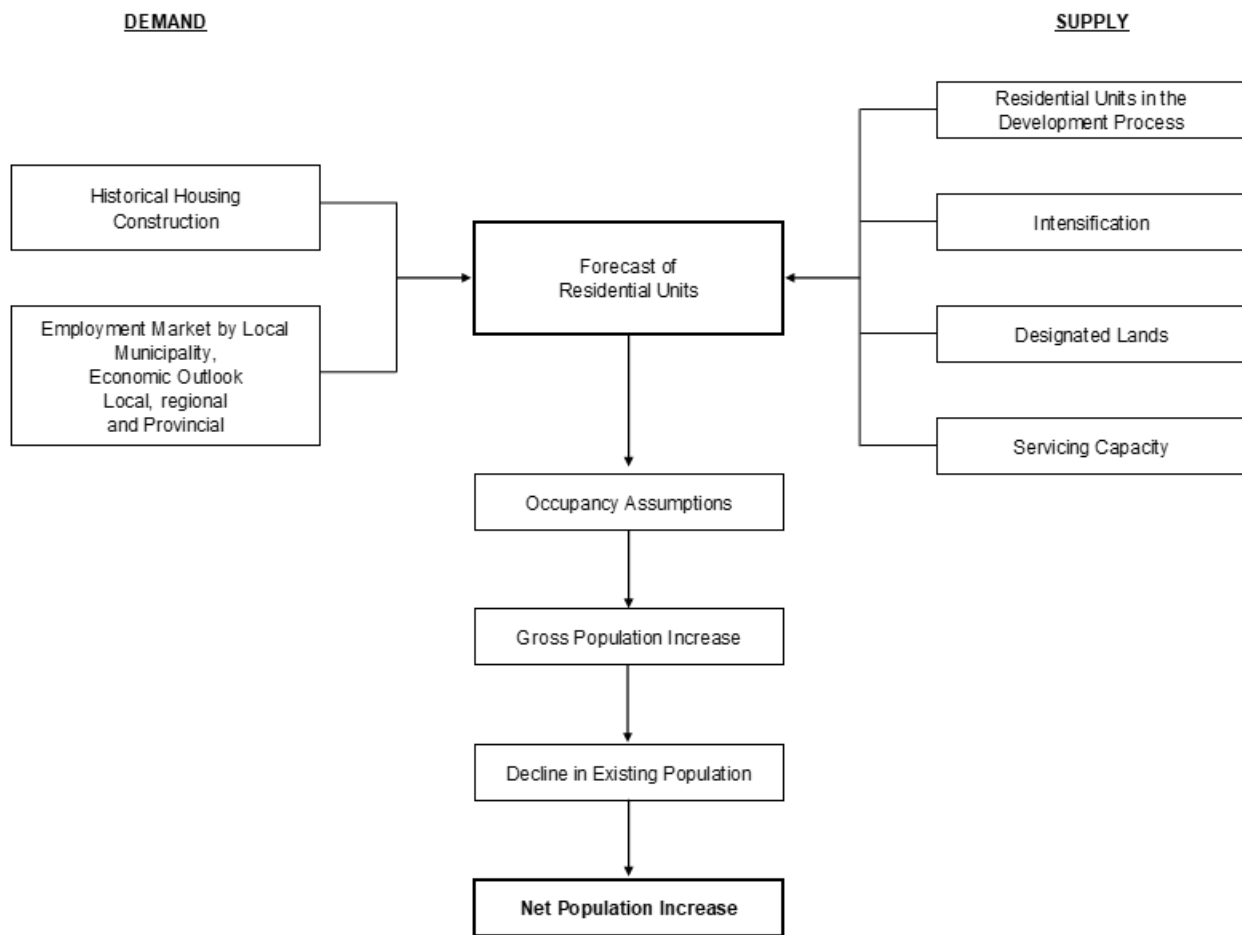 DEMAND
SUPPLY
Residential Units in the
Development Process
Historical Housing
Construction
Intensification
Forecast of
Residential Units
Employment Market by Local
Municipality,
Economic Outlook
Local, regional
and Provincial
Designated Lands
Servicing Capacity
Occupancy Assumptions
Gross Population Increase
Decline in Existing Population
Net Population Increase